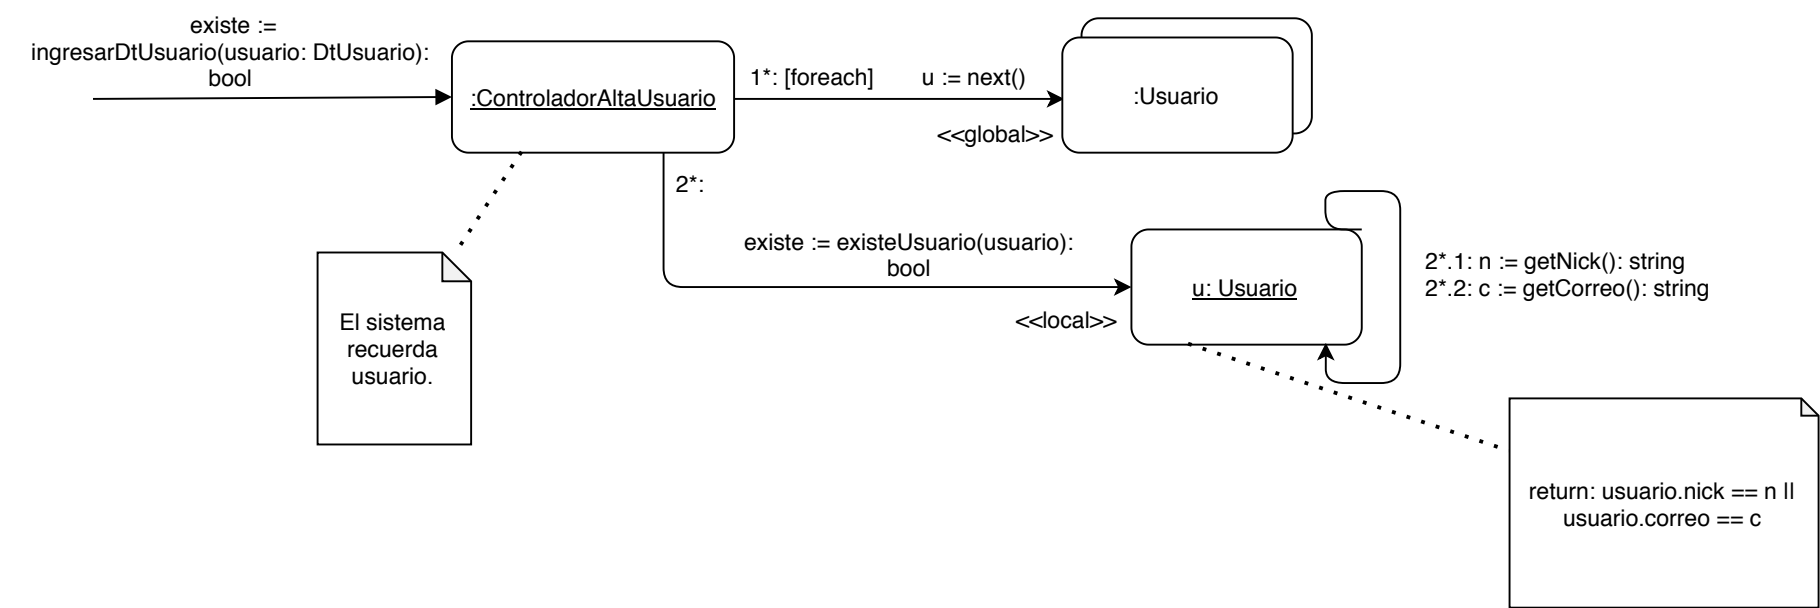 existe :=
ingresarDtUsuario(usuario: DtUsuario):
bool
:ControladorAltaUsuario
1*: [foreach]
u := next()
<<global>>
:Usuario
2*:
existe := existeUsuario(usuario):
bool
<<local>>
u: Usuario
2*.1: n := getNick(): string
2*.2: c := getCorreo(): string
El sistema
recuerda
usuario.
return: usuario.nick == n ||
usuario.correo == c